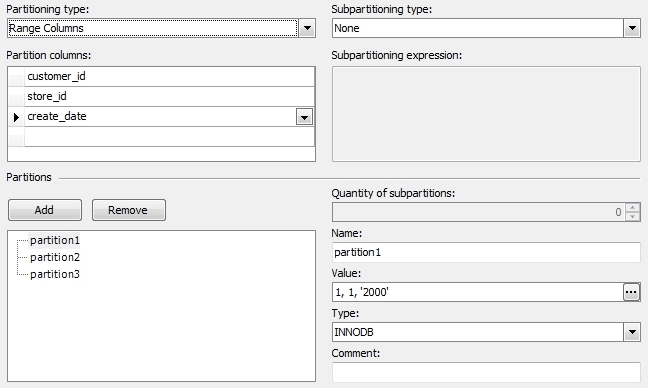 Partitioning type:
Range Columns
Subpartitioning type:
None
Partition columns:
customer_id
store_id
create_date
Subpartitioning expression:
Partitions
Add
Remove
partition1
partition2
partition3
Quantity of subpartitions:
0
Name:
partition1
Value:
1, 1, '2000'
...
Type:
INNODB
Comment: